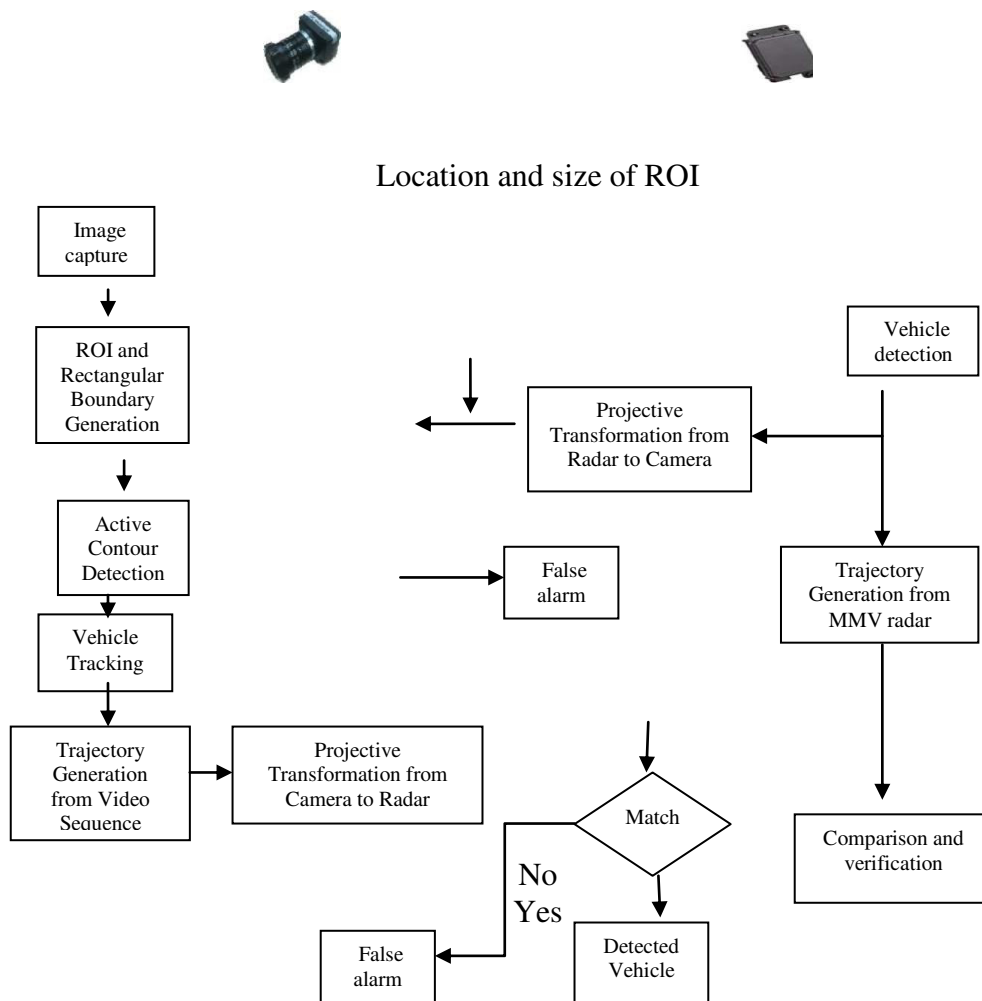 Location and size of ROI
Image
capture
ROI and
Rectangular
Boundary
Generation
Vehicle
detection
Projective
Transformation from
Radar to Camera
Active
Contour
Detection
False
alarm
Trajectory
Generation from
MMV radar
Vehicle
Tracking
Trajectory
Generation
from Video
Sequence
Projective
Transformation from
Camera to Radar
Match
Comparison and
verification
No
Yes
False
alarm
Detected
Vehicle